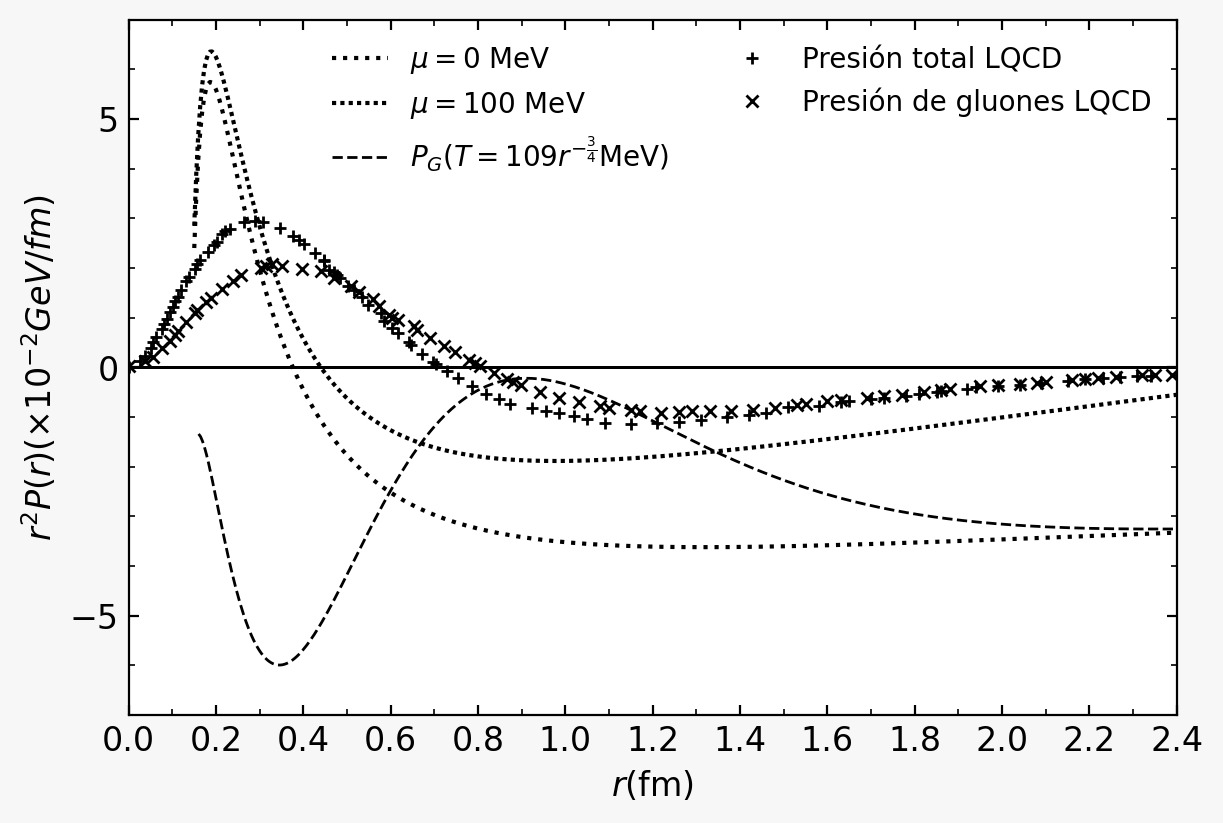 μ = 0 MeV
μ = 100 MeV
P_G(T = 109r^{-\frac{3}{4}}MeV)
Presión total LQCD
Presión de gluones LQCD
r²P(r)(×10⁻²GeV/fm)
5
0
−5
0.0 0.2 0.4 0.6 0.8 1.0 1.2 1.4 1.6 1.8 2.0 2.2 2.4
r(fm)